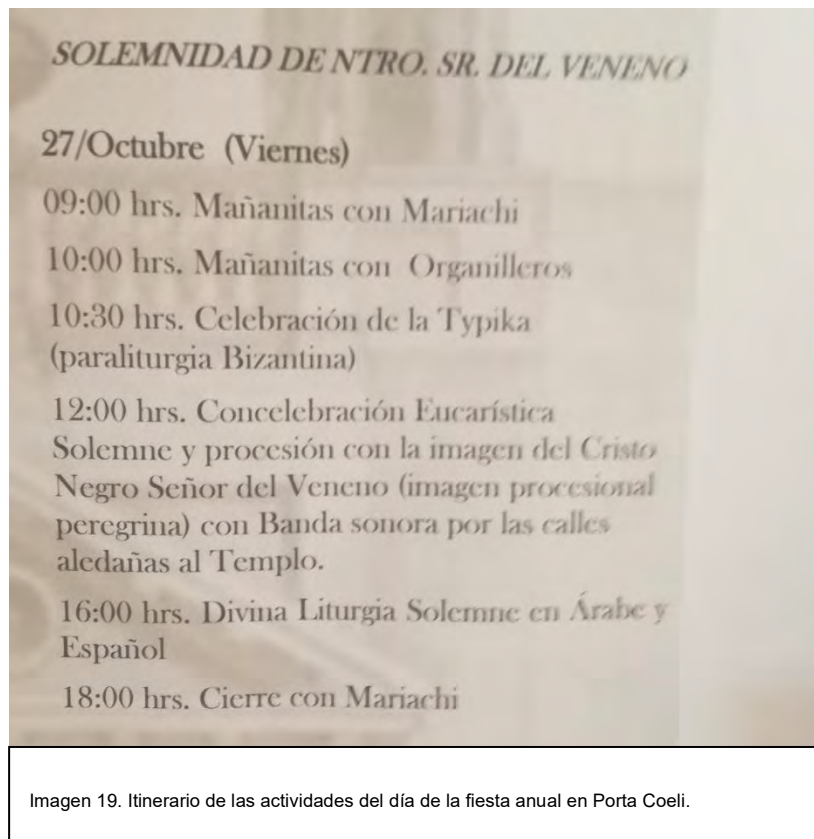 SOLEMNIDAD DE NTRO. SR. DEL VENENO
27/Octubre (Viernes)
09:00 hrs. Mañanitas con Mariachi
10:00 hrs. Mañanitas con Organilleros
10:30 hrs. Celebración de la Typika
(paraliturgia Bizantina)
12:00 hrs. Concelebración Eucarística
Solemne y procesión con la imagen del Cristo
Negro Señor del Veneno (imagen procesional
peregrina) con Banda sonora por las calles
aledañas al Templo.
16:00 hrs. Divina Liturgia Solemne en Árabe y
Español
18:00 hrs. Cierre con Mariachi
Imagen 19. Itinerario de las actividades del día de la fiesta anual en Porta Coeli.